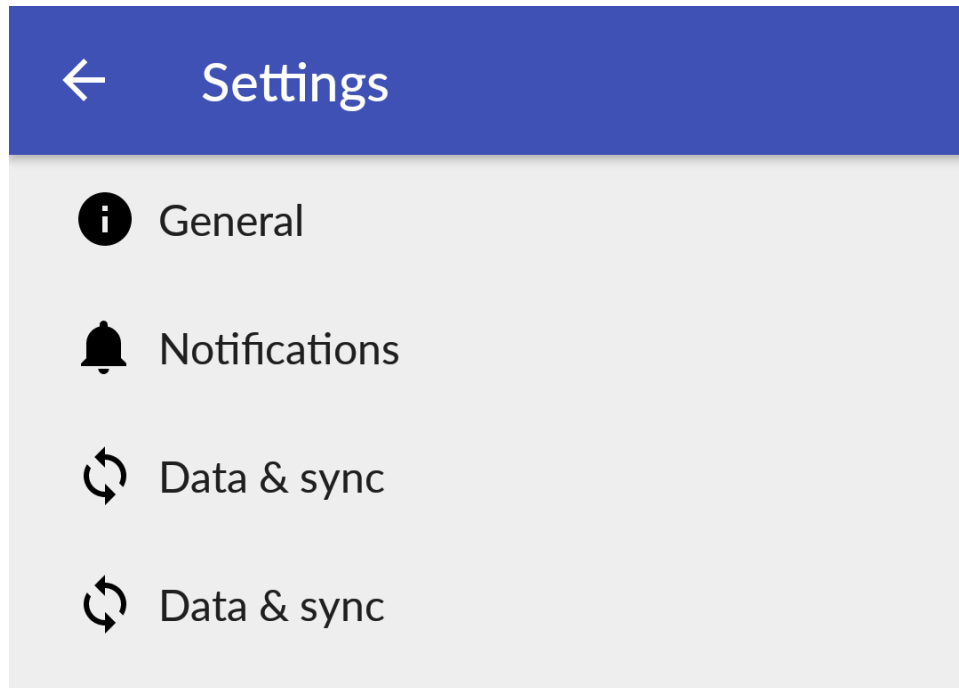 Settings
General
Notifications
Data & sync
Data & sync